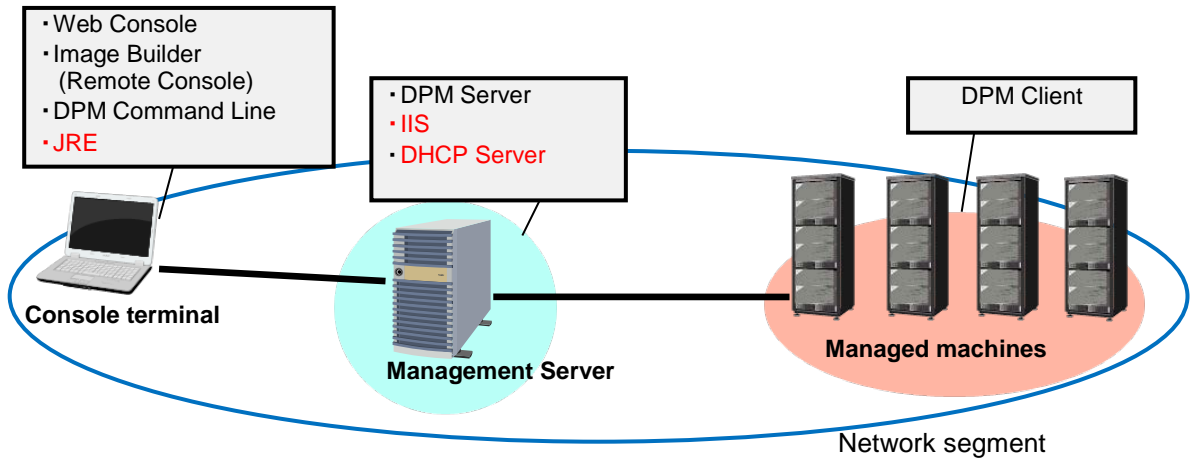 ・Web Console
・Image Builder
(Remote Console)
・DPM Command Line
・JRE
・DPM Server
・IIS
・DHCP Server
DPM Client
Console terminal
Management Server
Managed machines
Network segment